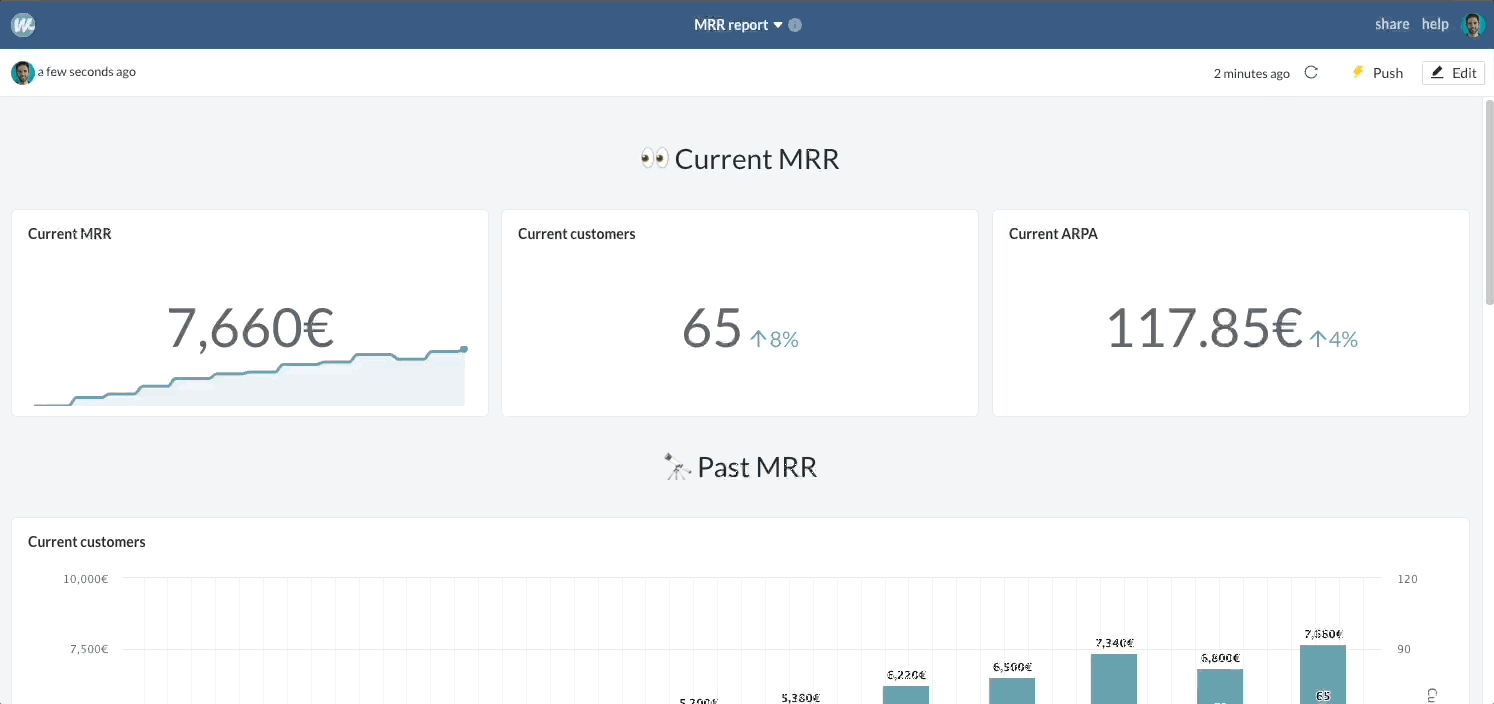 MRR report
share help
a few seconds ago
2 minutes ago
Push
Edit
Current MRR
Current MRR
7,660€
Current customers
65 ↑8%
Current ARPA
117.85€ ↑4%
Past MRR
Current customers
10,000€
120
7,500€
90
5,380€
6,220€
6,500€
7,340€
6,800€
7,660€
65
Cu